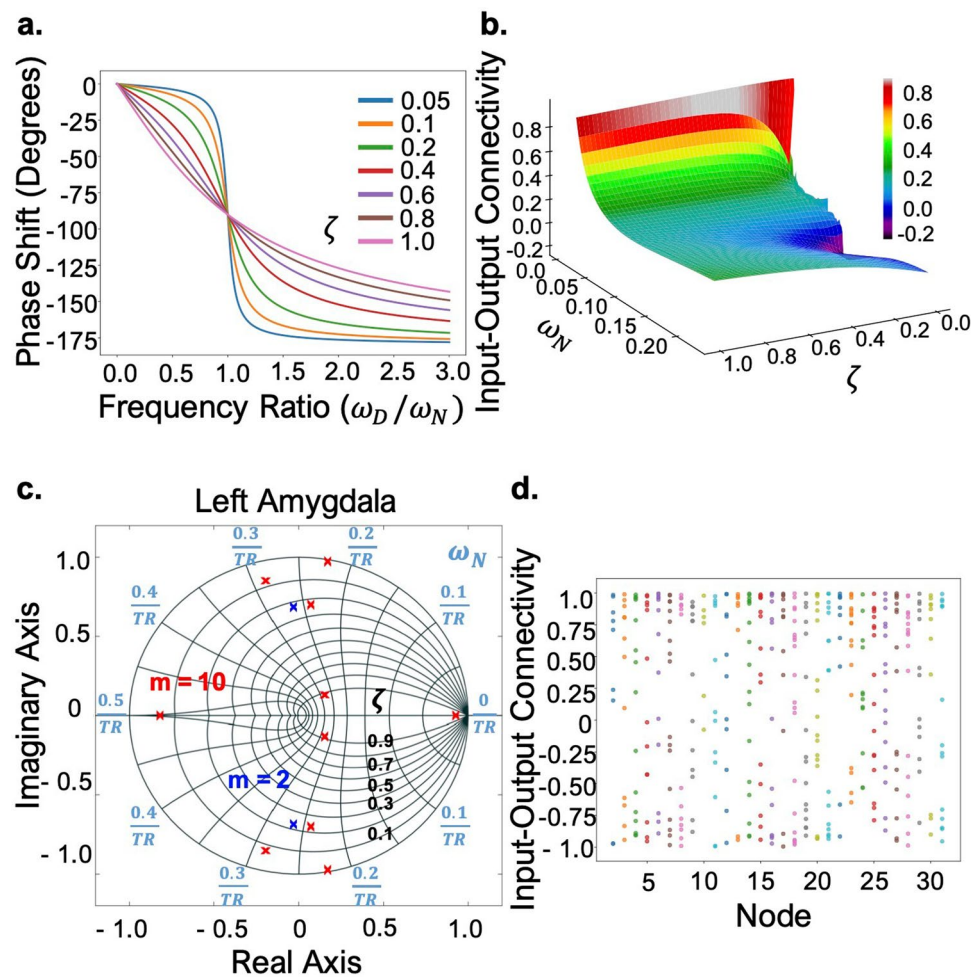 a.
Phase Shift (Degrees)
0
-25
-50
-75
-100
-125
-150
-175
0.05
0.1
0.2
0.4
0.6
0.8
1.0
ζ
0.0 0.5 1.0 1.5 2.0 2.5 3.0
Frequency Ratio (ω_D/ω_N)
b.
Input-Output Connectivity
0.8
0.6
0.4
0.2
0.0
-0.2
0.0
0.05
0.10
0.15
0.20
ω_N
1.0 0.8 0.6 0.4 0.2 0.0
ζ
0.8
0.6
0.4
0.2
0.0
-0.2
c.
Left Amygdala
Imaginary Axis
1.0
0.5
0
- 0.5
- 1.0
0.3/TR
0.2/TR
ω_N
0.4/TR
0.1/TR
m = 10
0.5/TR
ζ
0/TR
0.9
0.7
m = 2
0.5
0.3
0.4/TR
0.1
0.1/TR
0.3/TR
0.2/TR
- 1.0 - 0.5 0 0.5 1.0
Real Axis
d.
Input-Output Connectivity
1.0
0.75
0.50
0.25
0
-0.25
-0.50
-0.75
- 1.0
5 10 15 20 25 30
Node